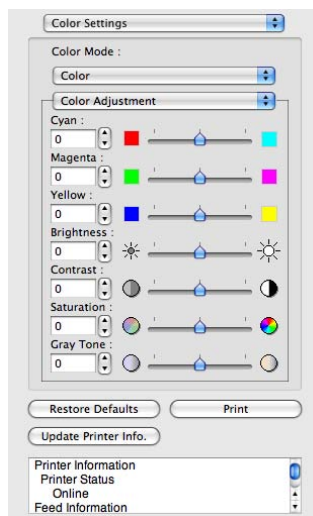 Color Settings
Color Mode :
Color
Color Adjustment
Cyan :
0
Magenta :
0
Yellow :
0
Brightness :
0
Contrast :
0
Saturation :
0
Gray Tone :
0
Restore Defaults Print
Update Printer Info.
Printer Information
Printer Status
Online
Feed Information